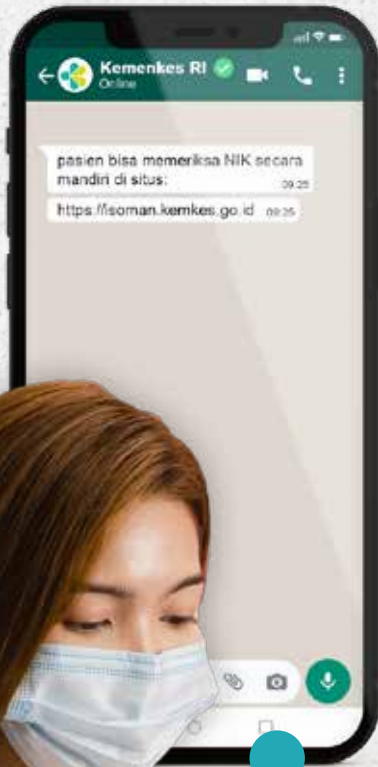 Kemenkes RI
Online
pasien bisa memeriksa NIK secara
mandiri di situs:
09.25
https://isoman.kemkes.go.id 09.25